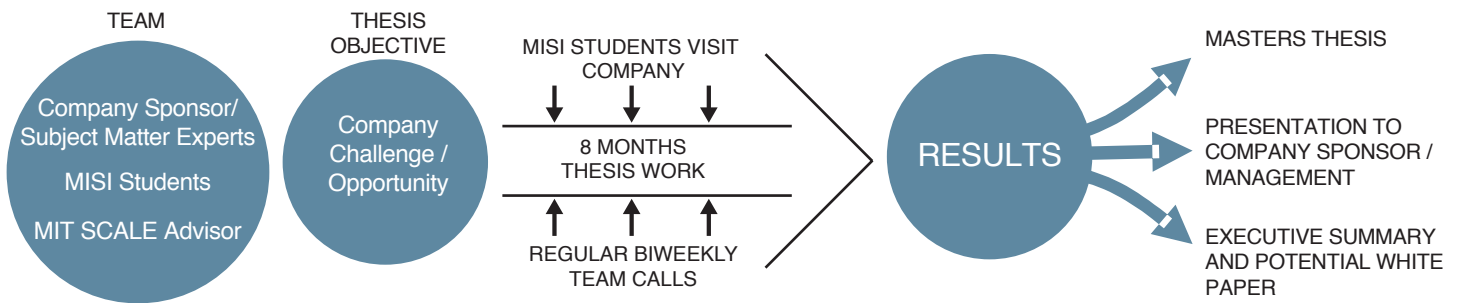 TEAM
Company Sponsor/
Subject Matter Experts
MISI Students
MIT SCALE Advisor
THESIS
OBJECTIVE
Company
Challenge /
Opportunity
MISI STUDENTS VISIT
COMPANY
8 MONTHS
THESIS WORK
REGULAR BIWEEKLY
TEAM CALLS
RESULTS
MASTERS THESIS
PRESENTATION TO
COMPANY SPONSOR /
MANAGEMENT
EXECUTIVE SUMMARY
AND POTENTIAL WHITE
PAPER